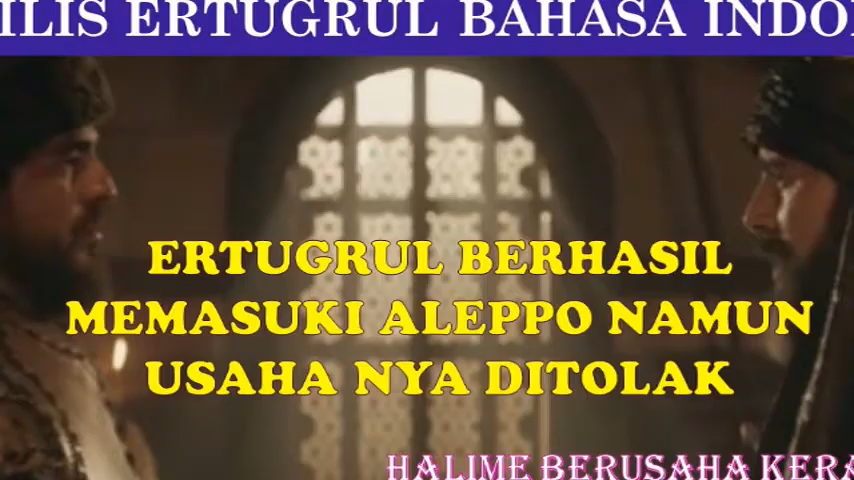 ILIS ERTUGRUL BAHASA INDO
ERTUGRUL BERHASIL
MEMASUKI ALEPPO NAMUN
USAHA NYA DITOLAK
HALIME BERUSAHA KERA